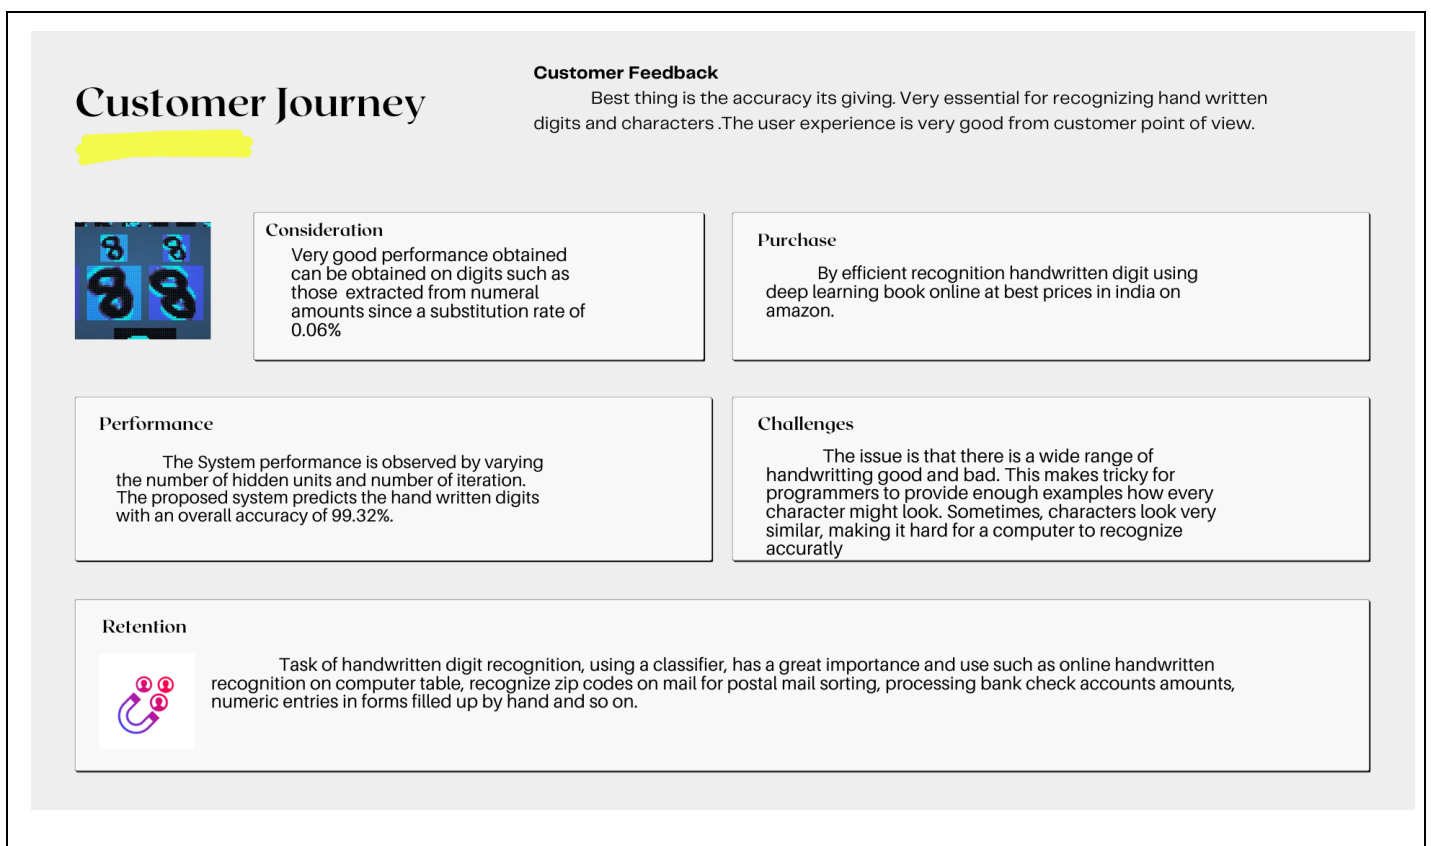 Customer Journey
Customer Feedback
Best thing is the accuracy its giving. Very essential for recognizing hand written
digits and characters .The user experience is very good from customer point of view.
Consideration
Very good performance obtained
can be obtained on digits such as
those  extracted from numeral
amounts since a substitution rate of
0.06%
Purchase
By efficient recognition handwritten digit using
deep learning book online at best prices in india on
amazon.
Performance
The System performance is observed by varying
the number of hidden units and number of iteration.
The proposed system predicts the hand written digits
with an overall accuracy of 99.32%.
Challenges
The issue is that there is a wide range of
handwritting good and bad. This makes tricky for
programmers to provide enough examples how every
character might look. Sometimes, characters look very
similar, making it hard for a computer to recognize
accuratly
Retention
Task of handwritten digit recognition, using a classifier, has a great importance and use such as online handwritten
recognition on computer table, recognize zip codes on mail for postal mail sorting, processing bank check accounts amounts,
numeric entries in forms filled up by hand and so on.
8 8
8 8